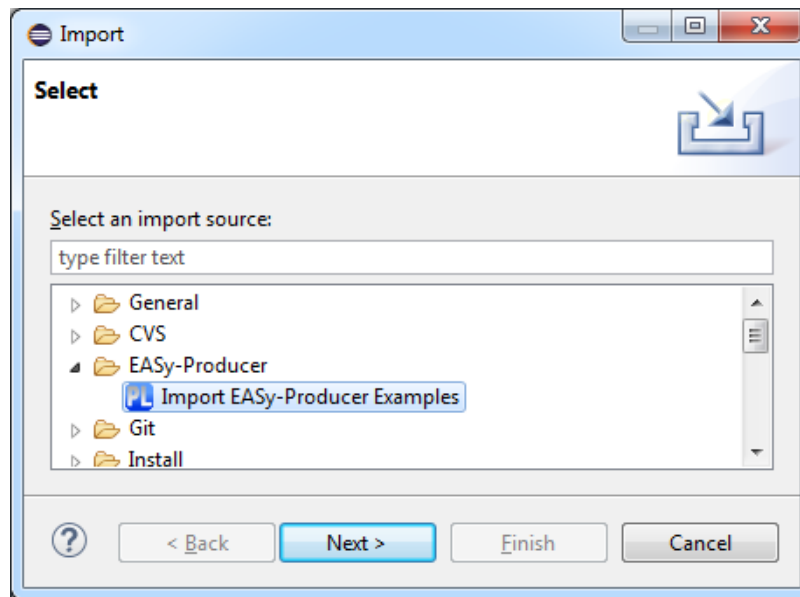 Import
Select
Select an import source:
type filter text
General
CVS
EASy-Producer
PL Import EASy-Producer Examples
Git
Install
?
< Back Next > Finish Cancel